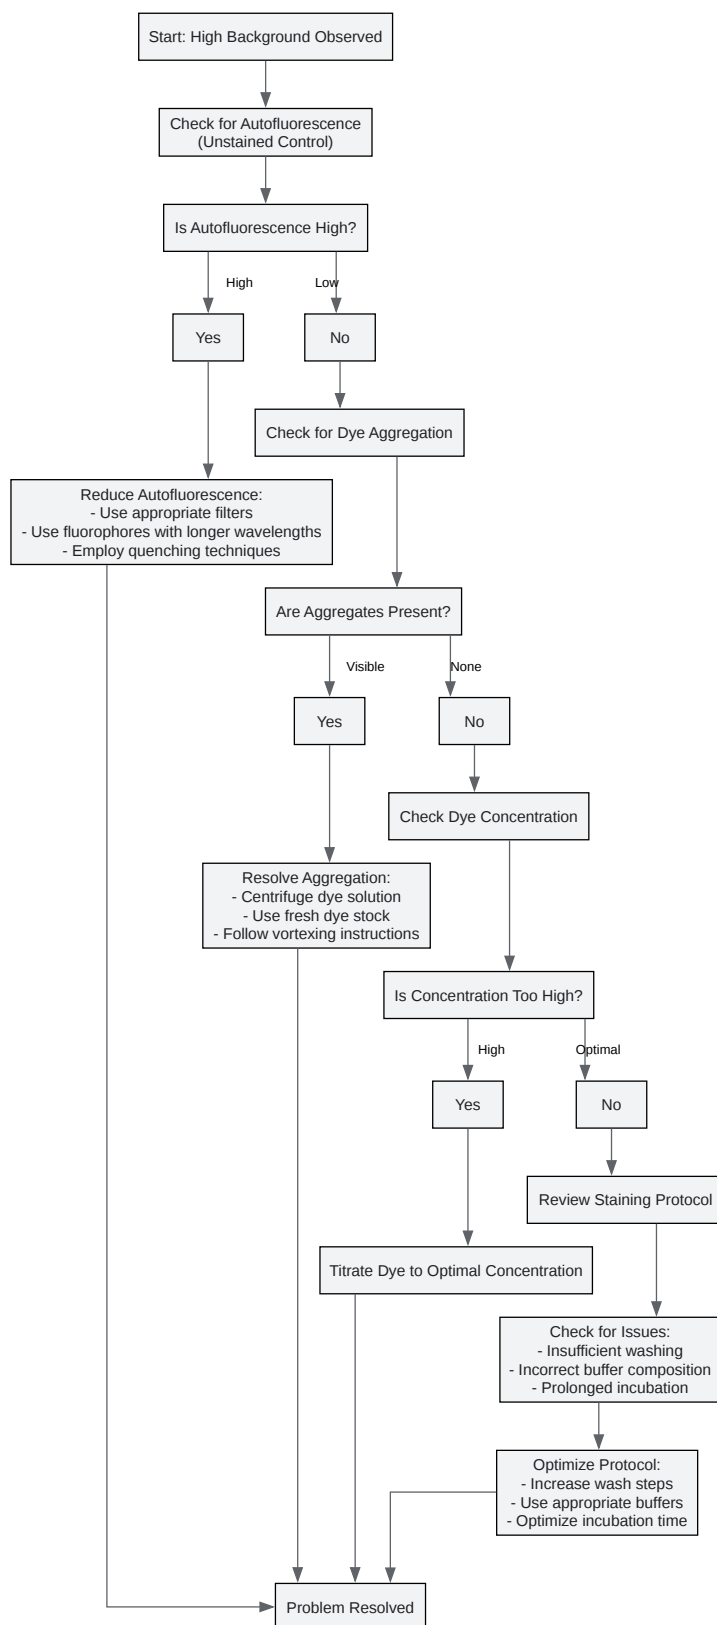 Start: High Background Observed
Check for Autofluorescence
(Unstained Control)
Is Autofluorescence High?
High
Low
Yes
No
Check for Dye Aggregation
Reduce Autofluorescence:
- Use appropriate filters
- Use fluorophores with longer wavelengths
- Employ quenching techniques
Are Aggregates Present?
Visible
None
Yes
No
Check Dye Concentration
Resolve Aggregation:
- Centrifuge dye solution
- Use fresh dye stock
- Follow vortexing instructions
Is Concentration Too High?
High
Optimal
Yes
No
Review Staining Protocol
Titrate Dye to Optimal Concentration
Check for Issues:
- Insufficient washing
- Incorrect buffer composition
- Prolonged incubation
Optimize Protocol:
- Increase wash steps
- Use appropriate buffers
- Optimize incubation time
Problem Resolved